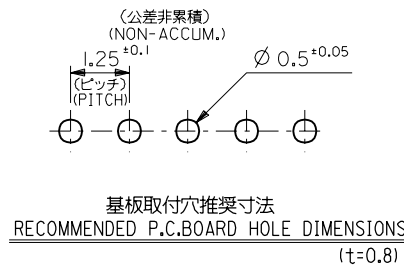 (公差非累積)
(NON-ACCUM.)
1.25 ±0.1
Ø 0.5 ±0.05
(ピッチ)
(PITCH)
基板取付穴推奨寸法
RECOMMENDED P.C.BOARD HOLE DIMENSIONS
(t=0.8)